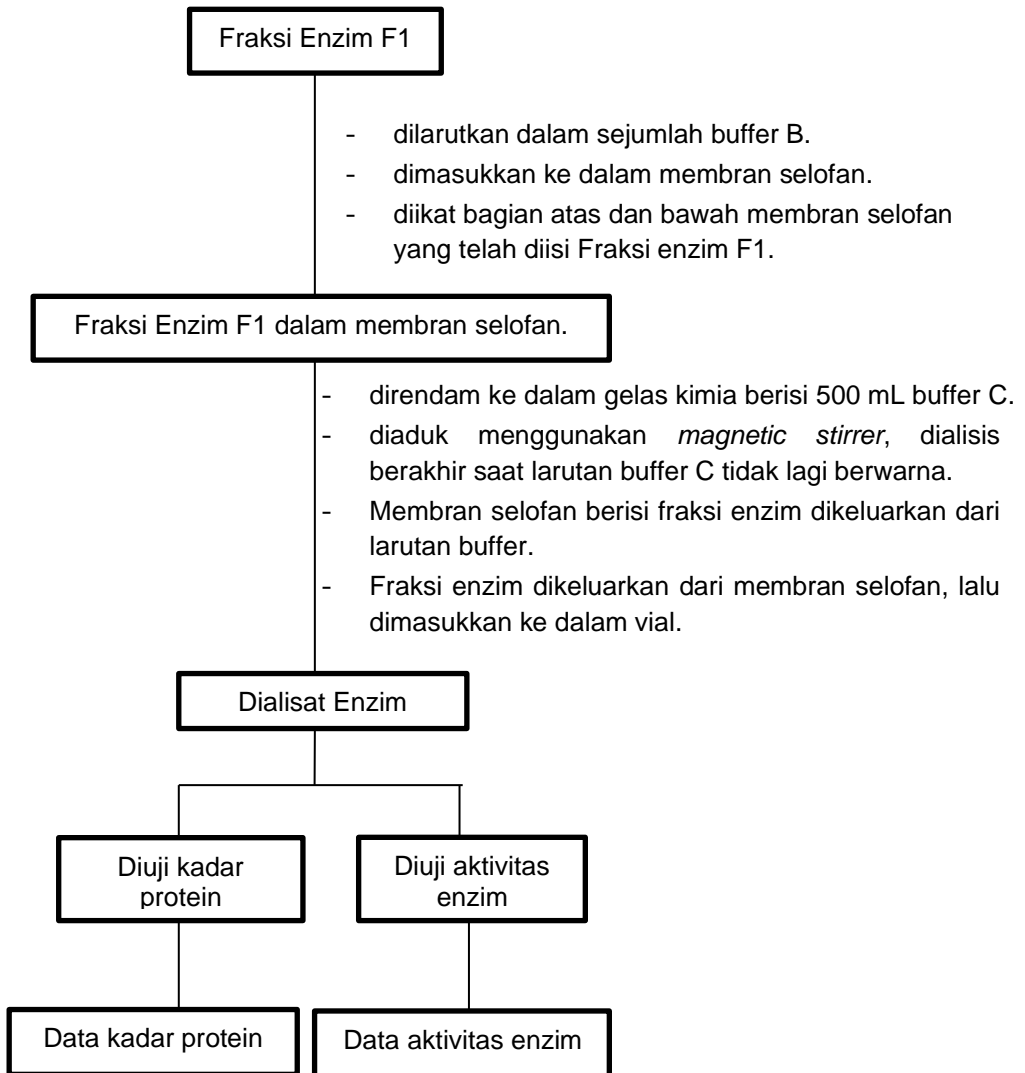 Fraksi Enzim F1
- dilarutkan dalam sejumlah buffer B.
- dimasukkan ke dalam membran selofan.
- diikat bagian atas dan bawah membran selofan
yang telah diisi Fraksi enzim F1.
Fraksi Enzim F1 dalam membran selofan.
- direndam ke dalam gelas kimia berisi 500 mL buffer C.
- diaduk menggunakan magnetic stirrer, dialisis
berakhir saat larutan buffer C tidak lagi berwarna.
- Membran selofan berisi fraksi enzim dikeluarkan dari
larutan buffer.
- Fraksi enzim dikeluarkan dari membran selofan, lalu
dimasukkan ke dalam vial.
Dialisat Enzim
Diuji kadar
protein
Diuji aktivitas
enzim
Data kadar protein
Data aktivitas enzim